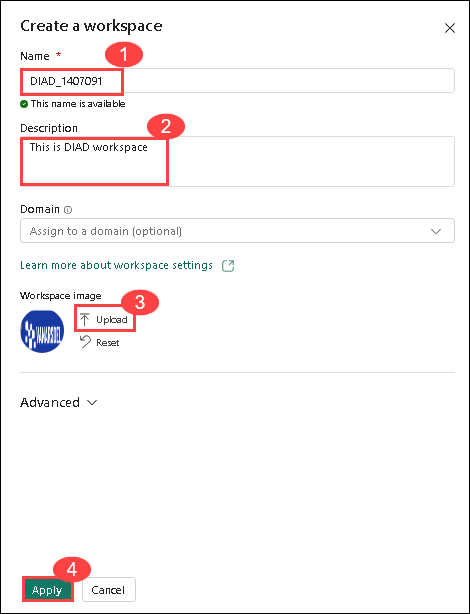 Create a workspace
Name *
1
DIAD_1407091
This name is available
Description
2
This is DIAD workspace
Domain
Assign to a domain (optional)
Learn more about workspace settings
Workspace image
3
VANARSDEL
Upload
Reset
Advanced
4
Apply
Cancel